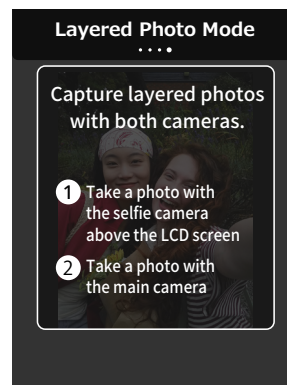 Layered Photo Mode
Capture layered photos
with both cameras.
1 Take a photo with
the selfie camera
above the LCD screen
2 Take a photo with
the main camera